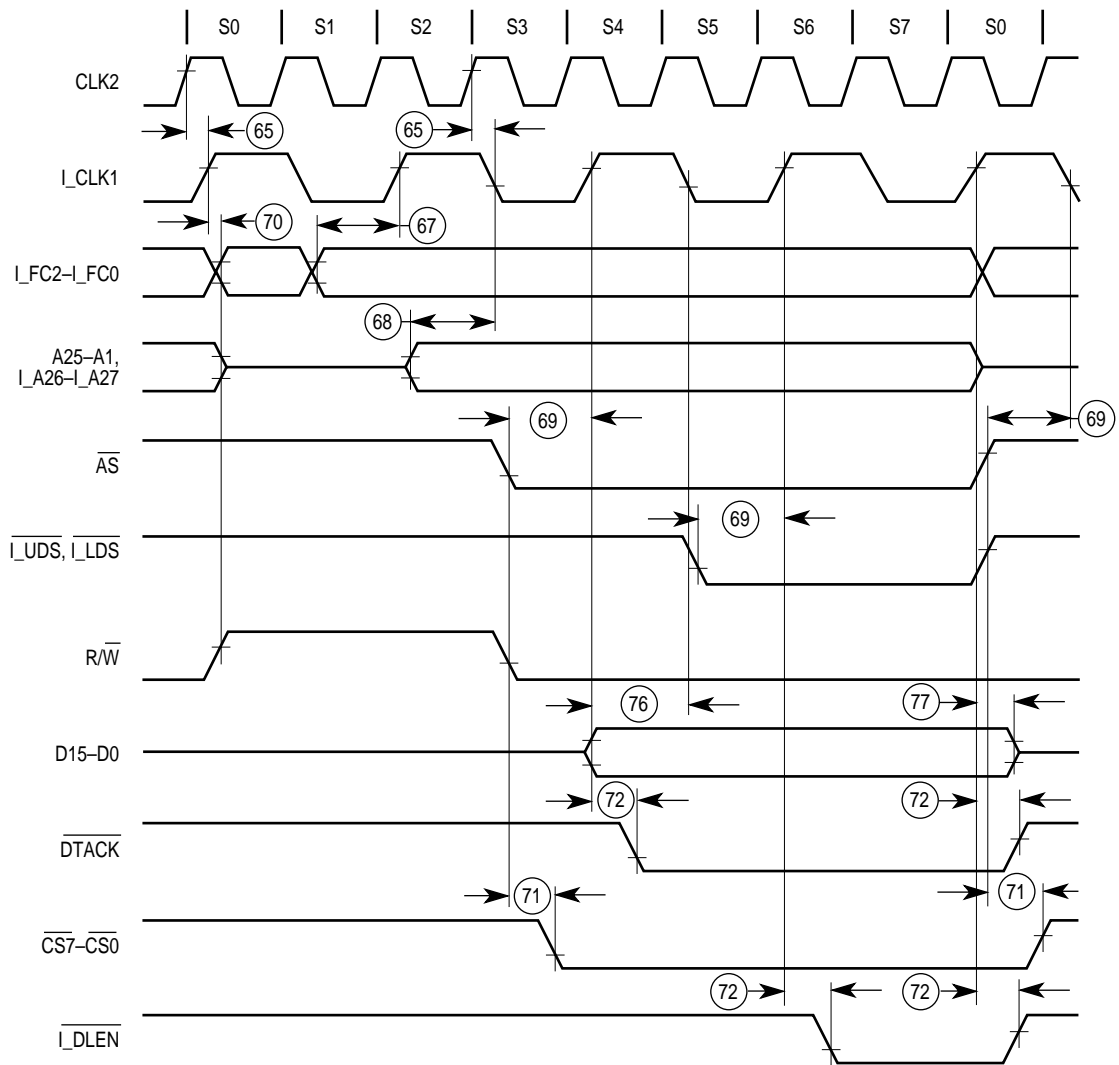 S0 S1 S2 S3 S4 S5 S6 S7 S0
CLK2
65 65
I_CLK1
70 67
I_FC2–I_FC0
68
A25–A1,
I_A26–I_A27
69 69
AS
69
I_UDS, I_LDS
R/W
76 77
D15–D0
72 72
DTACK
71 71
CS7–CS0
72 72
I_DLEN